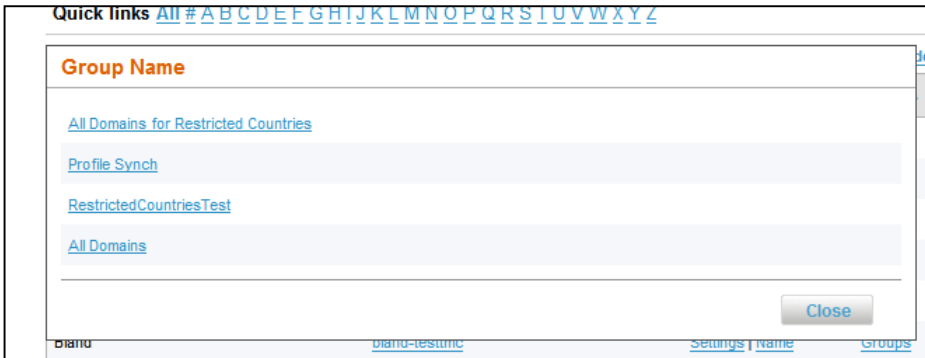 Quick links All # A B C D E F G H I J K L M N O P Q R S T U V W X Y Z
Group Name
All Domains for Restricted Countries
Profile Synch
RestrictedCountriesTest
All Domains
Close
Bland bland-testmc Settings | Name Groups